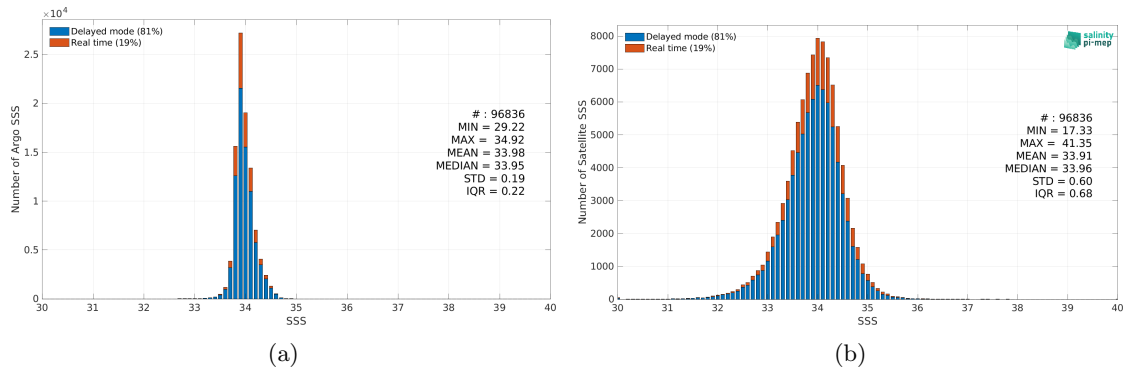 ×10⁴
Delayed mode (81%)
Real time (19%)
2.5
2
1.5
1
0.5
0
Number of Argo SSS
# : 96836
MIN = 29.22
MAX = 34.92
MEAN = 33.98
MEDIAN = 33.95
STD = 0.19
IQR = 0.22
30 31 32 33 34 35 36 37 38 39 40
SSS
(a)
Delayed mode (81%)
Real time (19%)
salinity
pi-mep
8000
7000
6000
5000
4000
3000
2000
1000
0
Number of Satellite SSS
# : 96836
MIN = 17.33
MAX = 41.35
MEAN = 33.91
MEDIAN = 33.96
STD = 0.60
IQR = 0.68
30 31 32 33 34 35 36 37 38 39 40
SSS
(b)